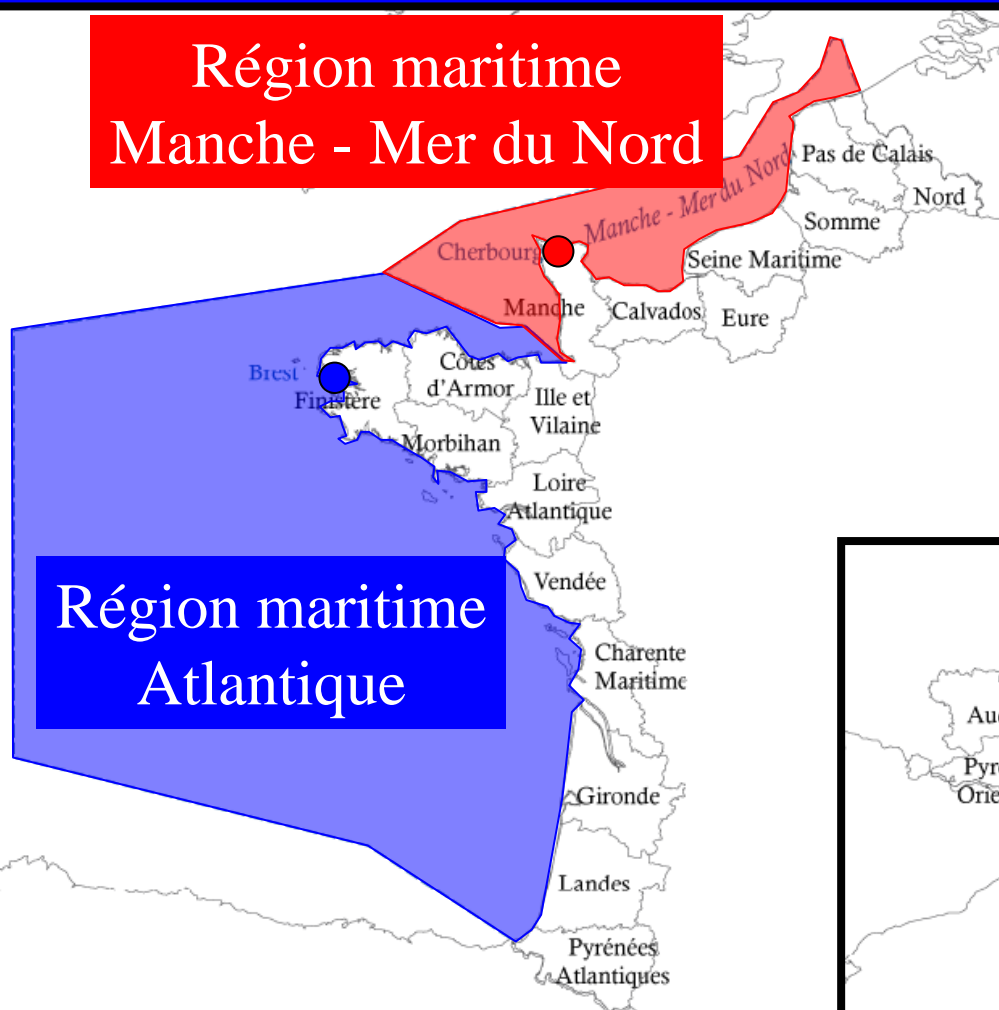 Région maritime
Manche - Mer du Nord
Pas de Calais
Nord
Manche - Mer du Nord
Somme
Cherbourg
Seine Maritime
Manche
Calvados
Eure
Brest
Côtes
d'Armor
Finistère
Ille et
Vilaine
Morbihan
Loire
Atlantique
Vendée
Région maritime
Atlantique
Charente
Maritime
Gironde
Landes
Pyrénées
Atlantiques